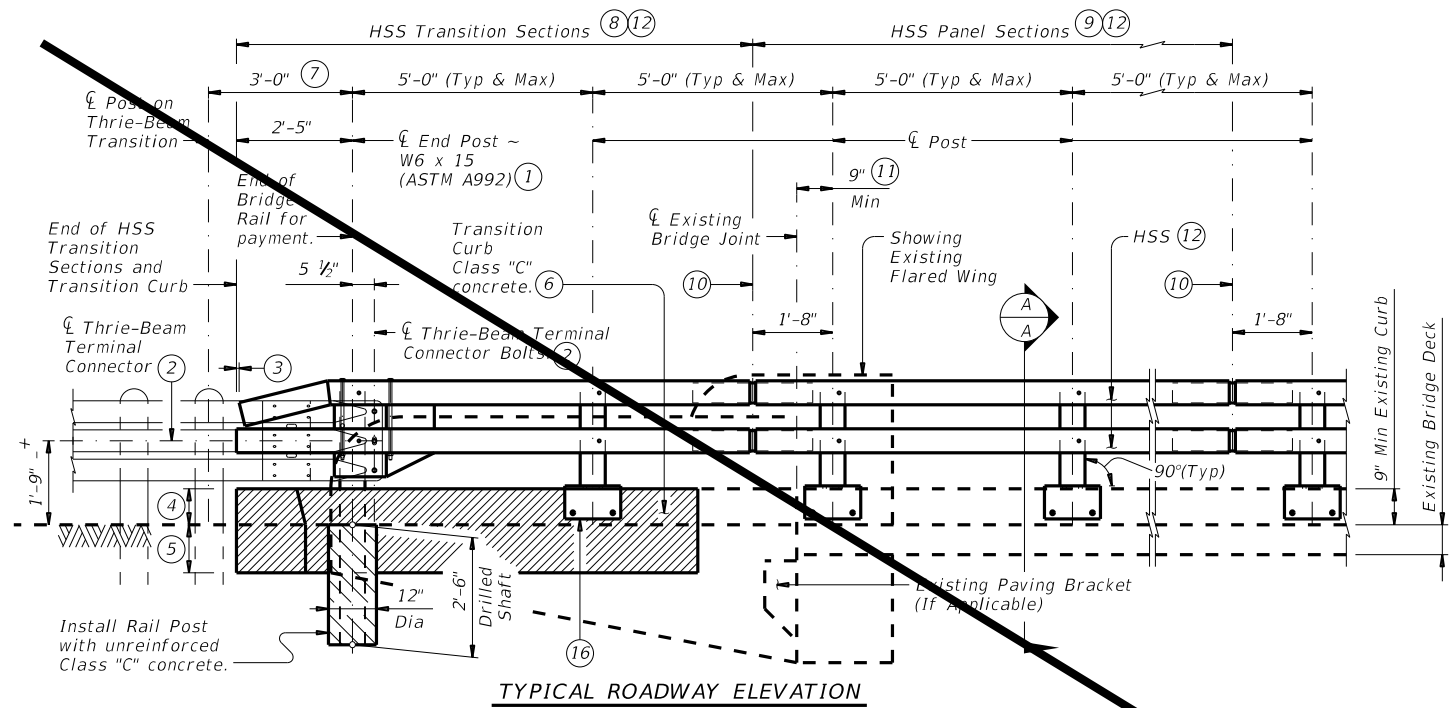 HSS Transition Sections 8 12
HSS Panel Sections 9 12
3'-0" 7
5'-0" (Typ & Max)
5'-0" (Typ & Max)
5'-0" (Typ & Max)
5'-0" (Typ & Max)
℄ Post on
Thrie-Beam
Transition
2'-5"
℄ End Post ~
W6 x 15
(ASTM A992) 1
℄ Post
9" 11
Min
End of
Bridge
Rail for
payment.
End of HSS
Transition
Sections and
Transition Curb
5 ½"
Transition
Curb
Class "C"
concrete. 6
℄ Existing
Bridge Joint
Showing
Existing
Flared Wing
HSS 12
10
10
A
A
1'-8"
1'-8"
℄ Thrie-Beam
Terminal
Connector 2
3
℄ Thrie-Beam Terminal
Connector Bolts. 2
9" Min Existing Curb
Existing Bridge Deck
1'-9" ±
4
5
90°(Typ)
12"
Dia
2'-6"
Drilled
Shaft
Existing Paving Bracket
(If Applicable)
Install Rail Post
with unreinforced
Class "C" concrete.
16
TYPICAL ROADWAY ELEVATION